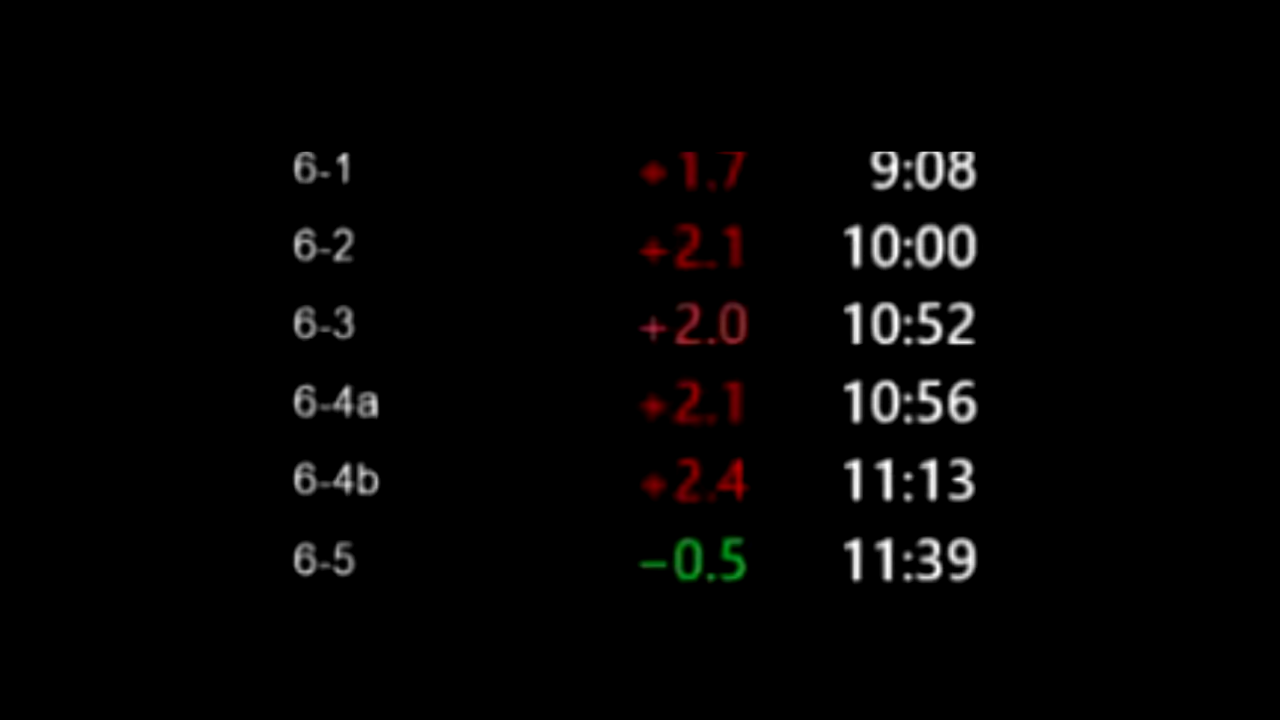 6-1 +1.7 9:08
6-2 +2.1 10:00
6-3 +2.0 10:52
6-4a +2.1 10:56
6-4b +2.4 11:13
6-5 −0.5 11:39